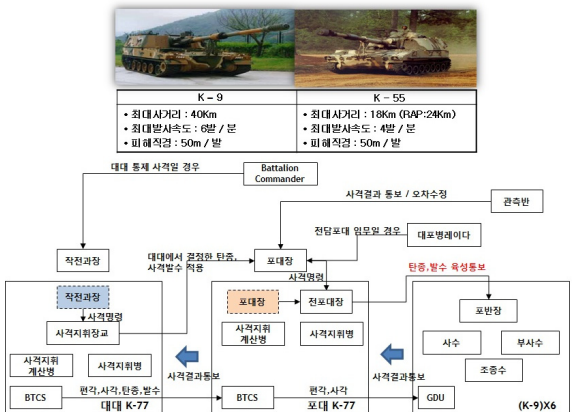 K – 9
K – 55
• 최대사거리 : 40Km
• 최대발사속도 : 6발 / 분
• 피해직경 : 50m / 발
• 최대사거리 : 18Km (RAP:24Km)
• 최대발사속도 : 4발 / 분
• 피해직경 : 50m / 발
대대 통제 사격일 경우
Battalion
Commander
사격결과 통보 / 오차수정
관측반
전담포대 임무일 경우
대포병레이다
작전과장
대대에서 결정한 탄종,
사격발수 적용
포대장
사격명령
탄종,발수 육성통보
작전과장
사격명령
사격지휘장교
포대장
전포대장
포반장
사격지휘
계산병
사격지휘병
사격지휘
계산병
사격지휘병
사수
부사수
조종수
사격결과통보
사격결과통보
BTCS
편각,사각,탄종,발수
BTCS
편각,사각
GDU
대대 K-77
포대 K-77
(K-9)X6